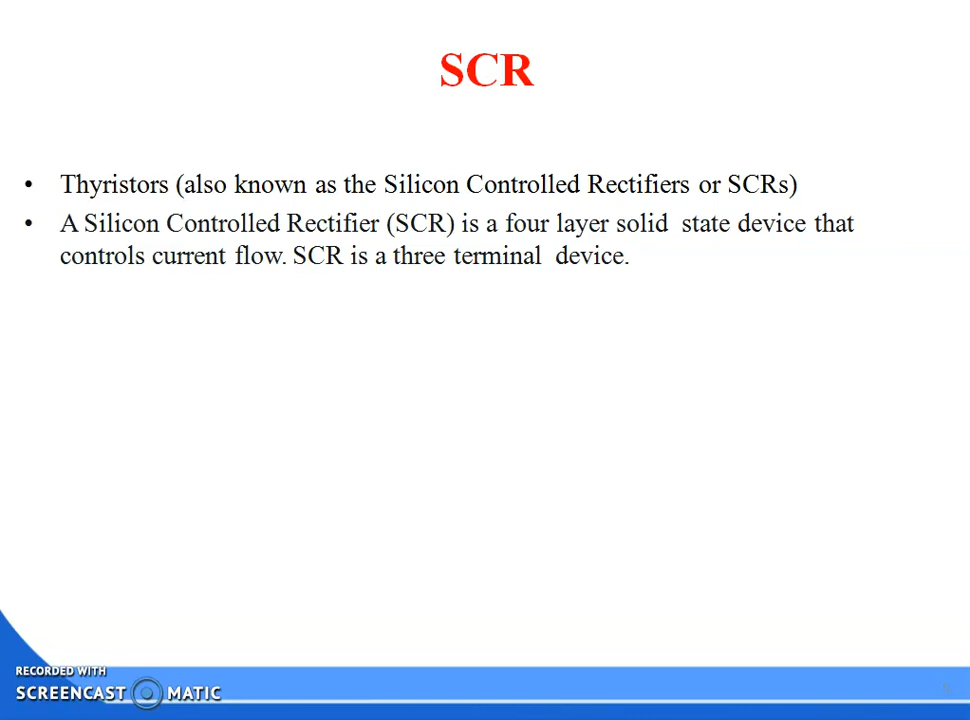 SCR
• Thyristors (also known as the Silicon Controlled Rectifiers or SCRs)
• A Silicon Controlled Rectifier (SCR) is a four layer solid state device that
controls current flow. SCR is a three terminal device.
RECORDED WITH
SCREENCAST MATIC